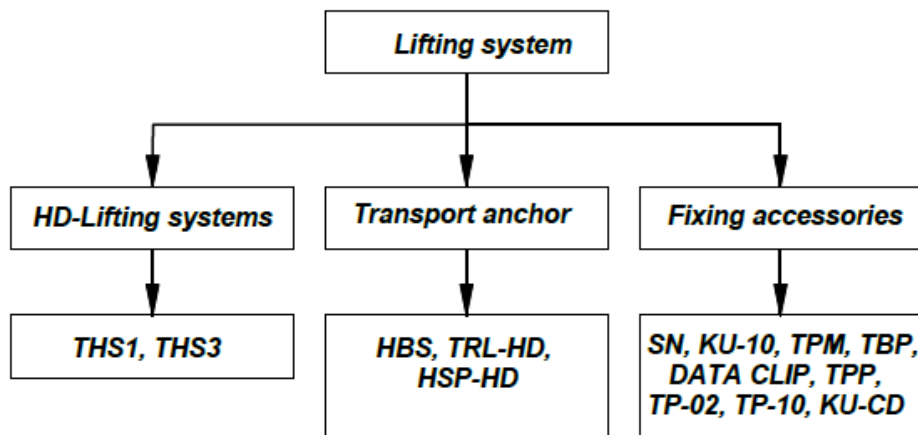 Lifting system
HD-Lifting systems
Transport anchor
Fixing accessories
THS1, THS3
HBS, TRL-HD,
HSP-HD
SN, KU-10, TPM, TBP,
DATA CLIP, TPP,
TP-02, TP-10, KU-CD